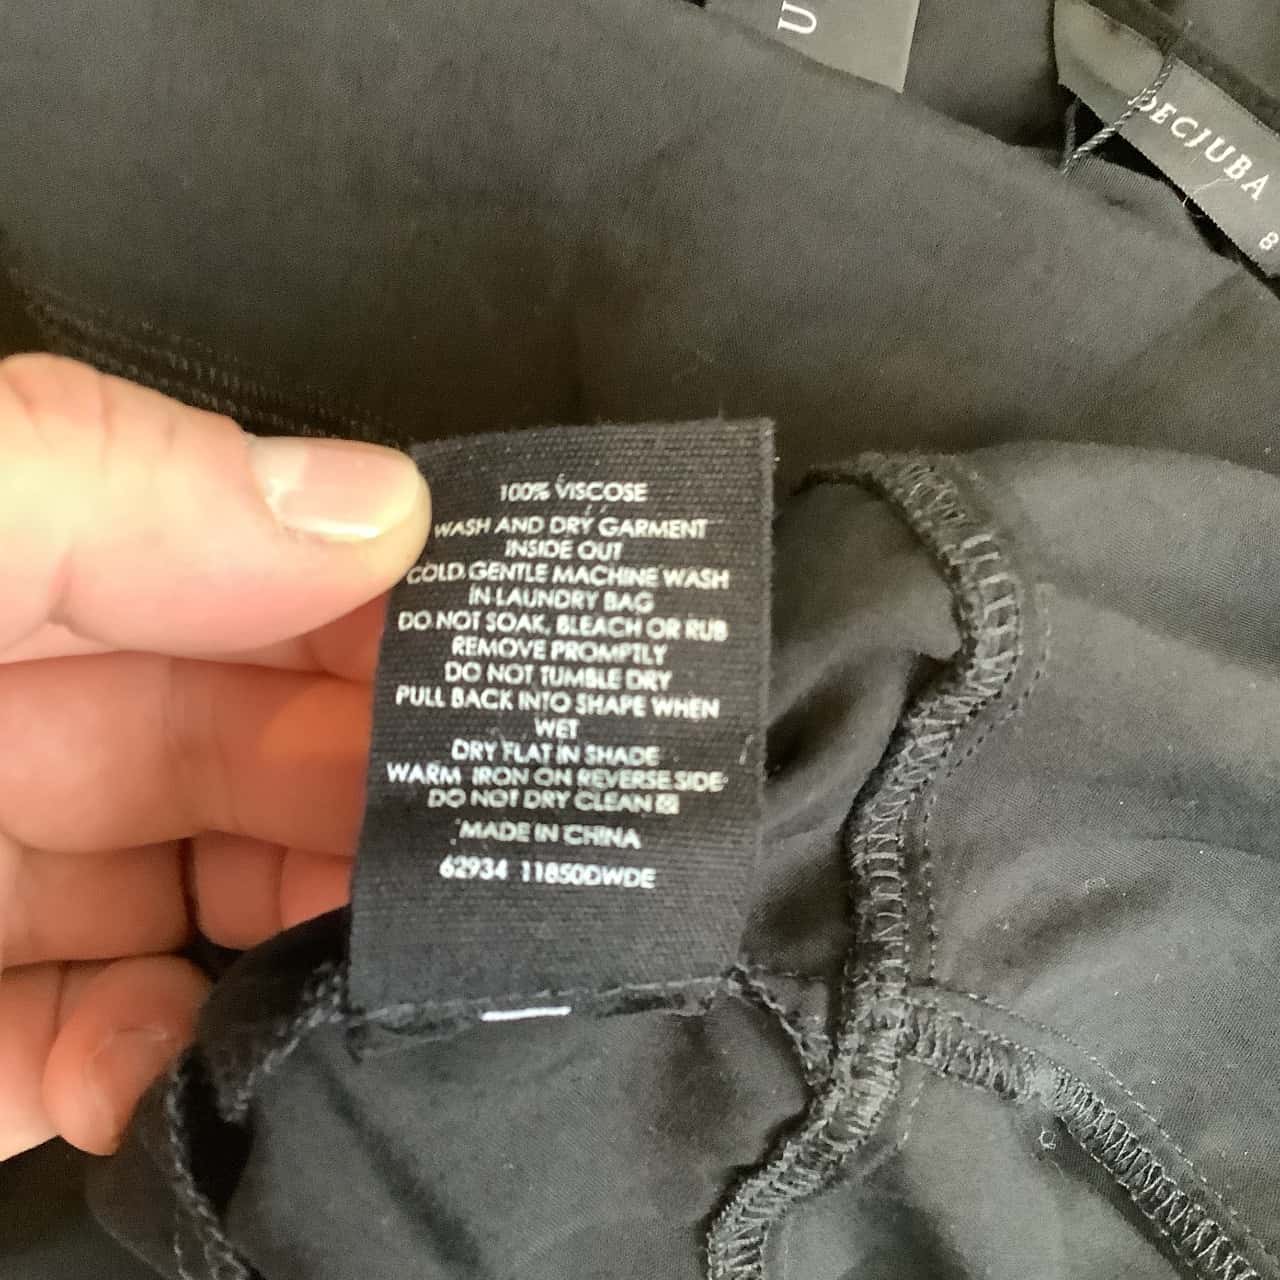 U
DECJUBA
8
100% VISCOSE
WASH AND DRY GARMENT
INSIDE OUT
COLD GENTLE MACHINE WASH
IN LAUNDRY BAG
DO NOT SOAK, BLEACH OR RUB
REMOVE PROMPTLY
DO NOT TUMBLE DRY
PULL BACK INTO SHAPE WHEN
WET
DRY FLAT IN SHADE
WARM IRON ON REVERSE SIDE
DO NOT DRY CLEAN
MADE IN CHINA
62934 11850DWDE